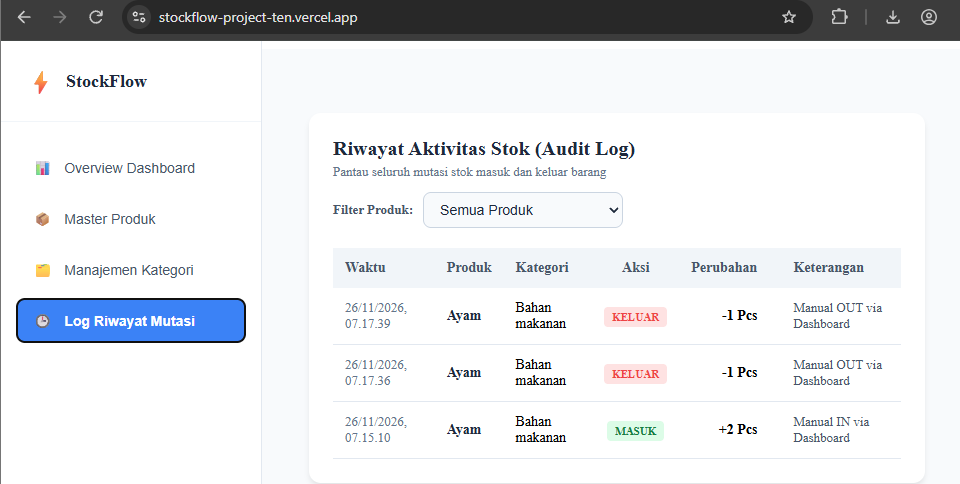 stockflow-project-ten.vercel.app
StockFlow
Overview Dashboard
Master Produk
Manajemen Kategori
Log Riwayat Mutasi
Riwayat Aktivitas Stok (Audit Log)
Pantau seluruh mutasi stok masuk dan keluar barang
Filter Produk: Semua Produk
Waktu Produk Kategori Aksi Perubahan Keterangan
26/11/2026, Ayam Bahan KELUAR -1 Pcs Manual OUT via
07.17.39 makanan Dashboard
26/11/2026, Ayam Bahan KELUAR -1 Pcs Manual OUT via
07.17.36 makanan Dashboard
26/11/2026, Ayam Bahan MASUK +2 Pcs Manual IN via
07.15.10 makanan Dashboard